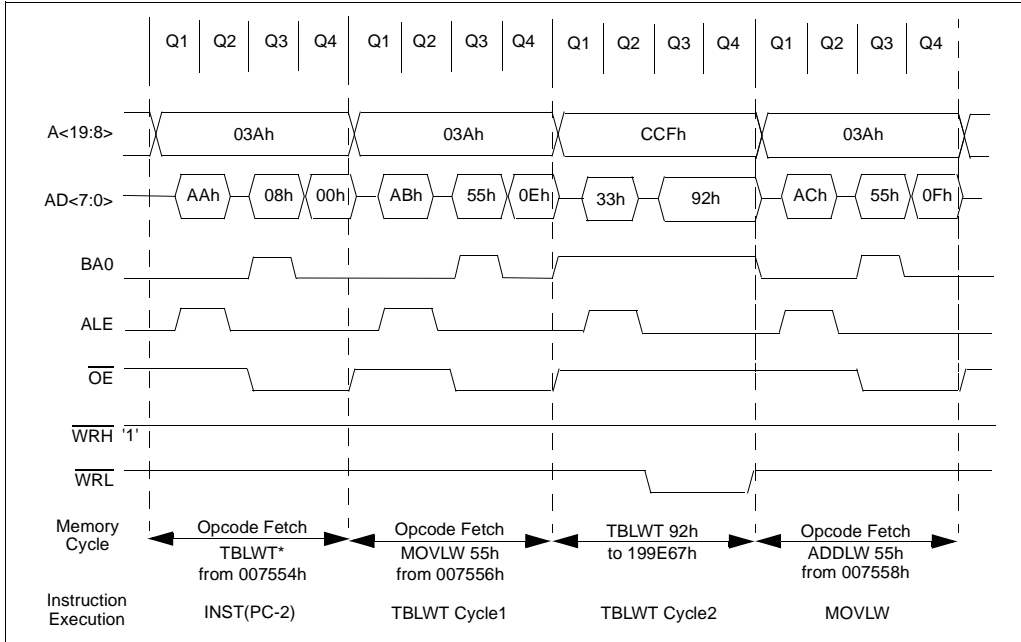 Q1 Q2 Q3 Q4 Q1 Q2 Q3 Q4 Q1 Q2 Q3 Q4 Q1 Q2 Q3 Q4
A<19:8> 03Ah 03Ah CCFh 03Ah
AD<7:0> AAh 08h 00h ABh 55h 0Eh 33h 92h ACh 55h 0Fh
BA0
ALE
OE
WRH '1'
WRL
Memory Cycle
Opcode Fetch
TBLWT*
from 007554h
Opcode Fetch
MOVLW 55h
from 007556h
TBLWT 92h
to 199E67h
Opcode Fetch
ADDLW 55h
from 007558h
Instruction Execution
INST(PC-2) TBLWT Cycle1 TBLWT Cycle2 MOVLW